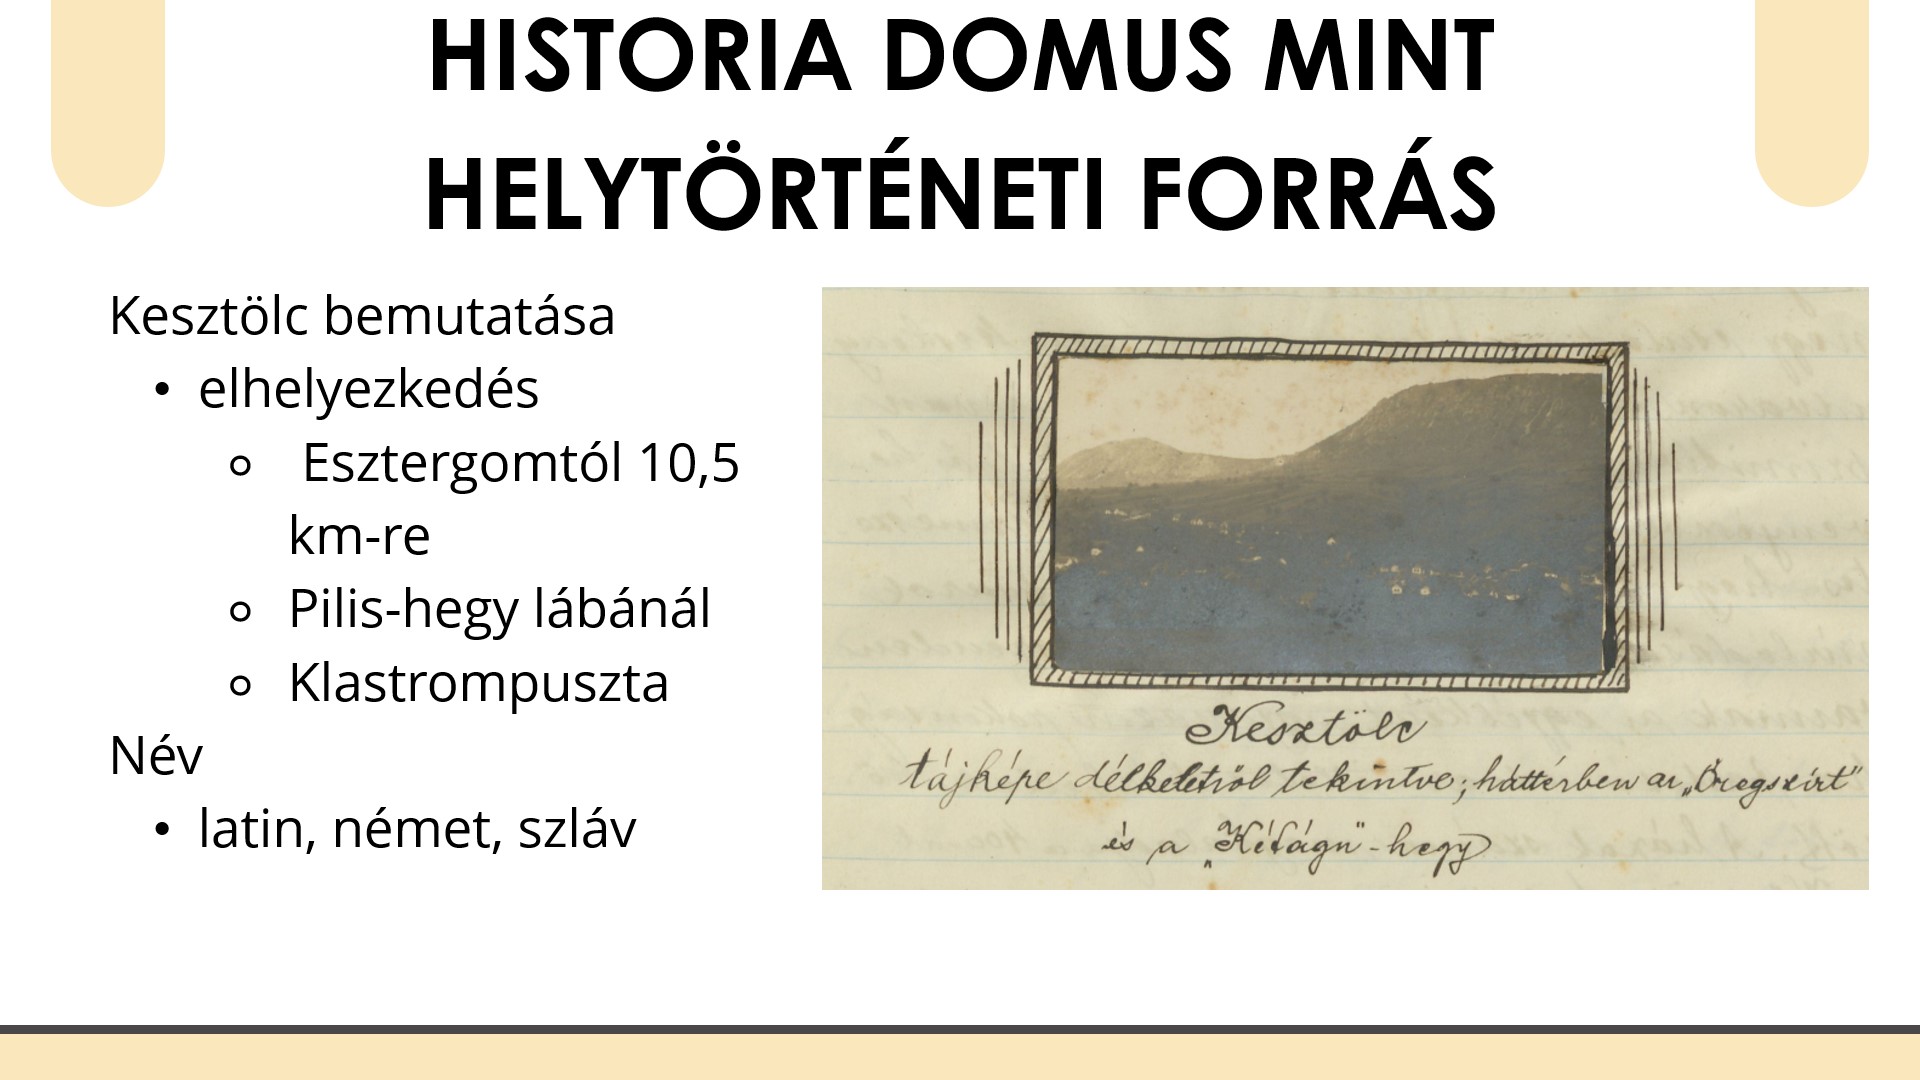 HISTORIA DOMUS MINT
HELYTÖRTÉNETI FORRÁS
Kesztölc bemutatása
• elhelyezkedés
∘ Esztergomtól 10,5
km-re
∘ Pilis-hegy lábánál
∘ Klastrompuszta
Név
• latin, német, szláv
Kesztölc
tájképe délkeletről tekintve; háttérben az „Öregszirt"
és a „Kétágu"-hegy